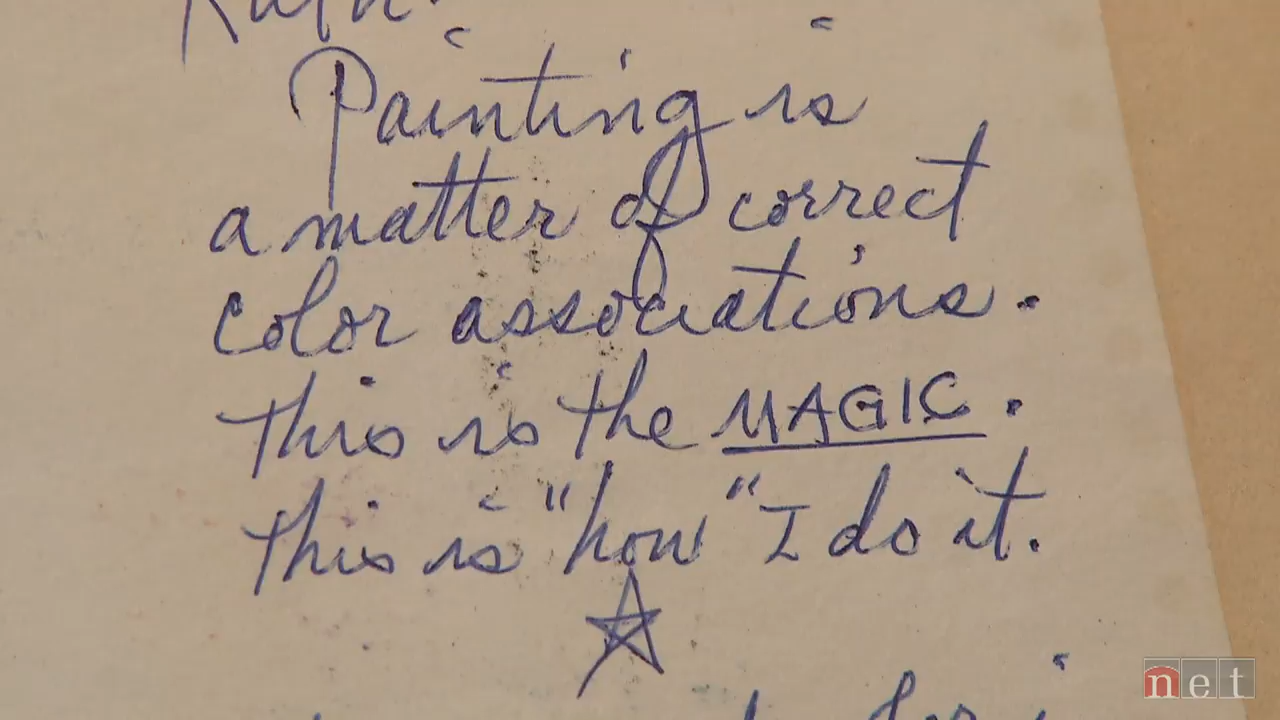 Painting is
a matter of correct
color associations.
this is the MAGIC.
this is "how" I do it.
net